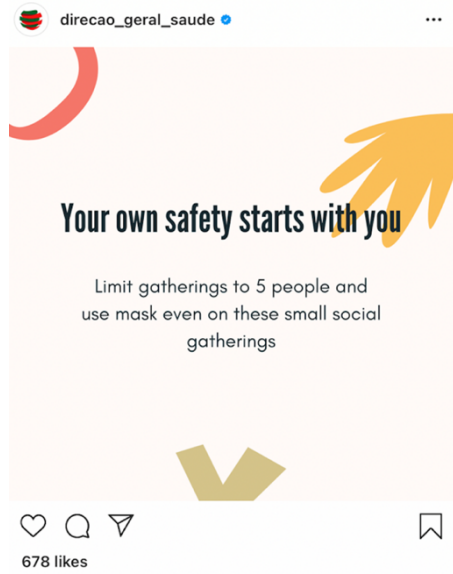 direcao_geral_saude
Your own safety starts with you
Limit gatherings to 5 people and
use mask even on these small social
gatherings
678 likes